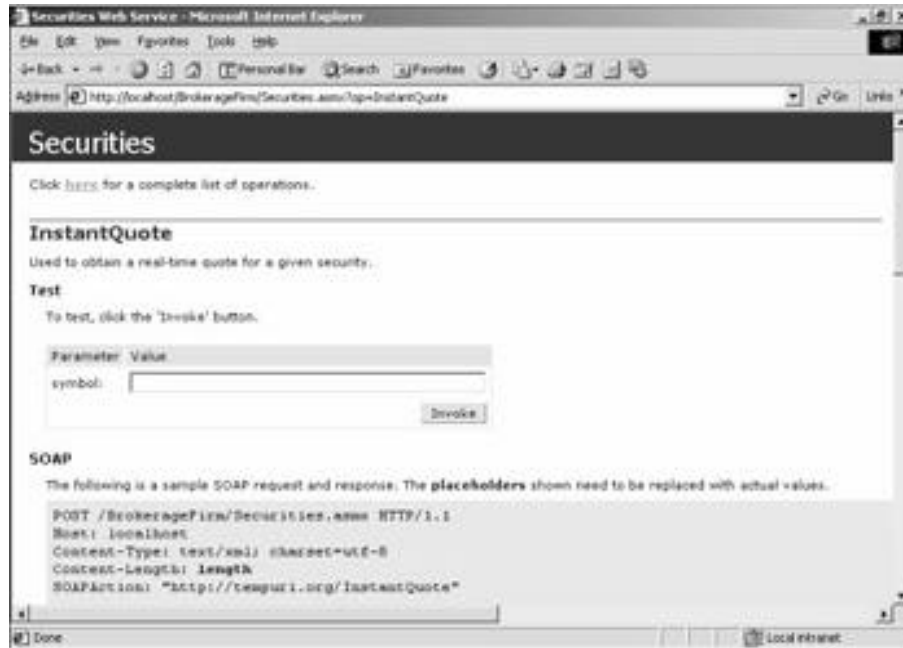 Securities Web Service - Microsoft Internet Explorer
File Edit View Favorites Tools Help
Back Personal Bar Search Favorites
Address http://localhost/BrokerageFirm/Securities.asmx?op=InstantQuote Go Links
Securities
Click here for a complete list of operations.
InstantQuote
Used to obtain a real-time quote for a given security.
Test
To test, click the 'Invoke' button.
Parameter Value
symbol:
Invoke
SOAP
The following is a sample SOAP request and response. The placeholders shown need to be replaced with actual values.
POST /BrokerageFirm/Securities.asmx HTTP/1.1
Host: localhost
Content-Type: text/xml; charset=utf-8
Content-Length: length
SOAPAction: "http://tempuri.org/InstantQuote"
Done Local intranet